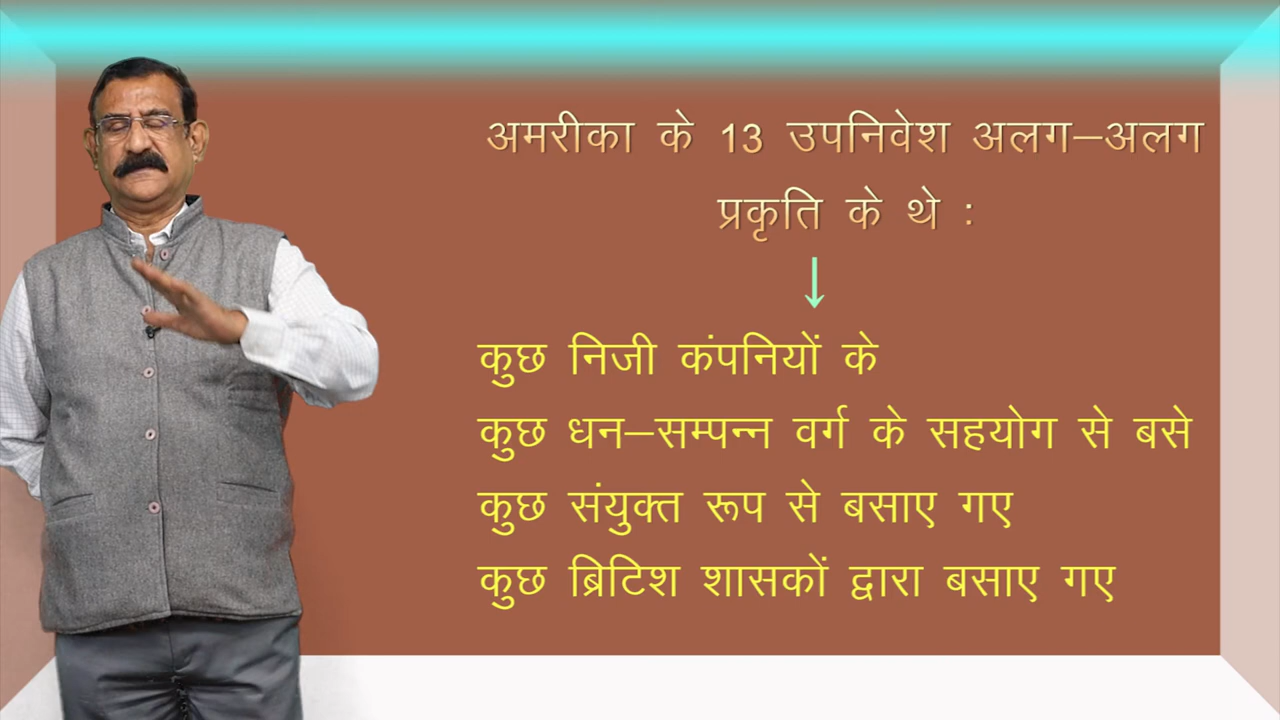 अमरीका के 13 उपनिवेश अलग–अलग
प्रकृति के थे :
↓
कुछ निजी कंपनियों के
कुछ धन–सम्पन्न वर्ग के सहयोग से बसे
कुछ संयुक्त रूप से बसाए गए
कुछ ब्रिटिश शासकों द्वारा बसाए गए